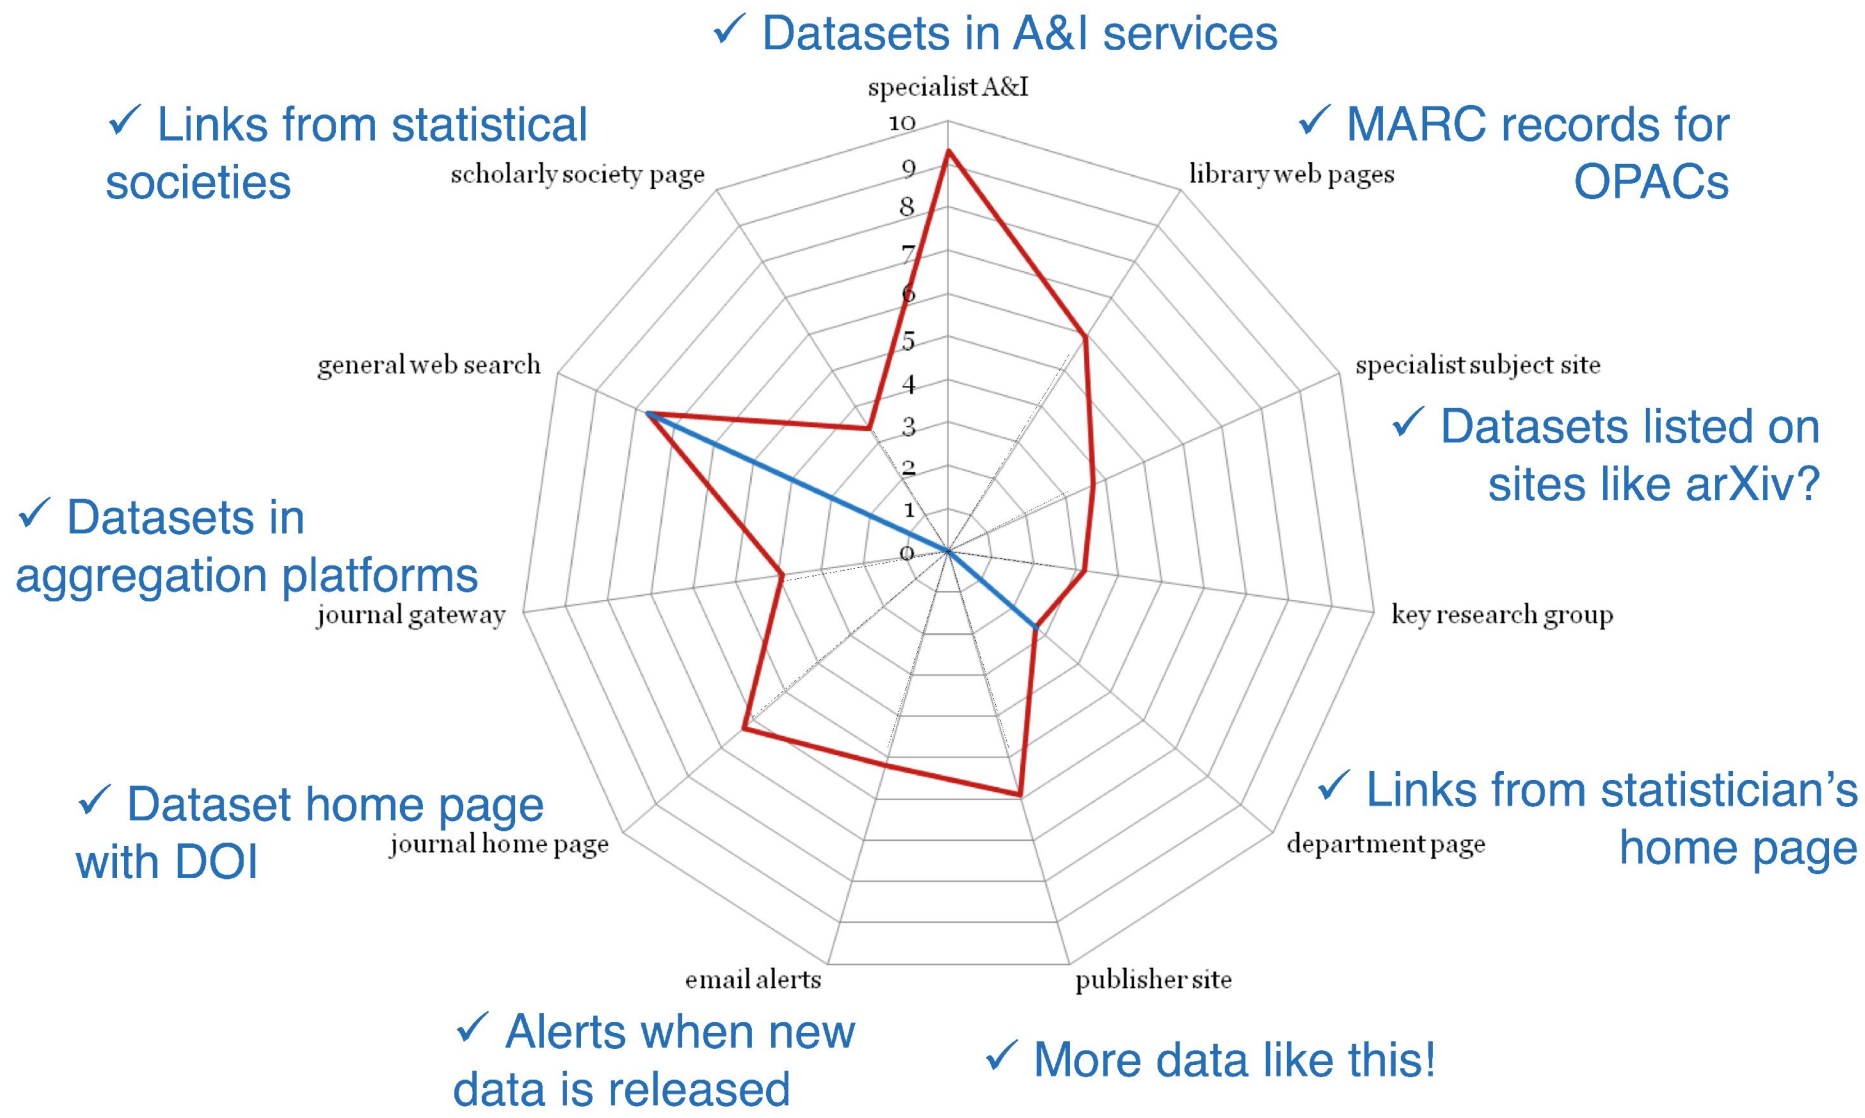 ✓ Datasets in A&I services
specialist A&I
✓ Links from statistical
societies
scholarly society page
✓ MARC records for
OPACs
library web pages
10
9
8
7
6
5
4
3
2
1
0
general web search
specialist subject site
✓ Datasets listed on
sites like arXiv?
✓ Datasets in
aggregation platforms
journal gateway
key research group
✓ Dataset home page
with DOI
journal home page
✓ Links from statistician’s
home page
department page
email alerts
publisher site
✓ Alerts when new
data is released
✓ More data like this!